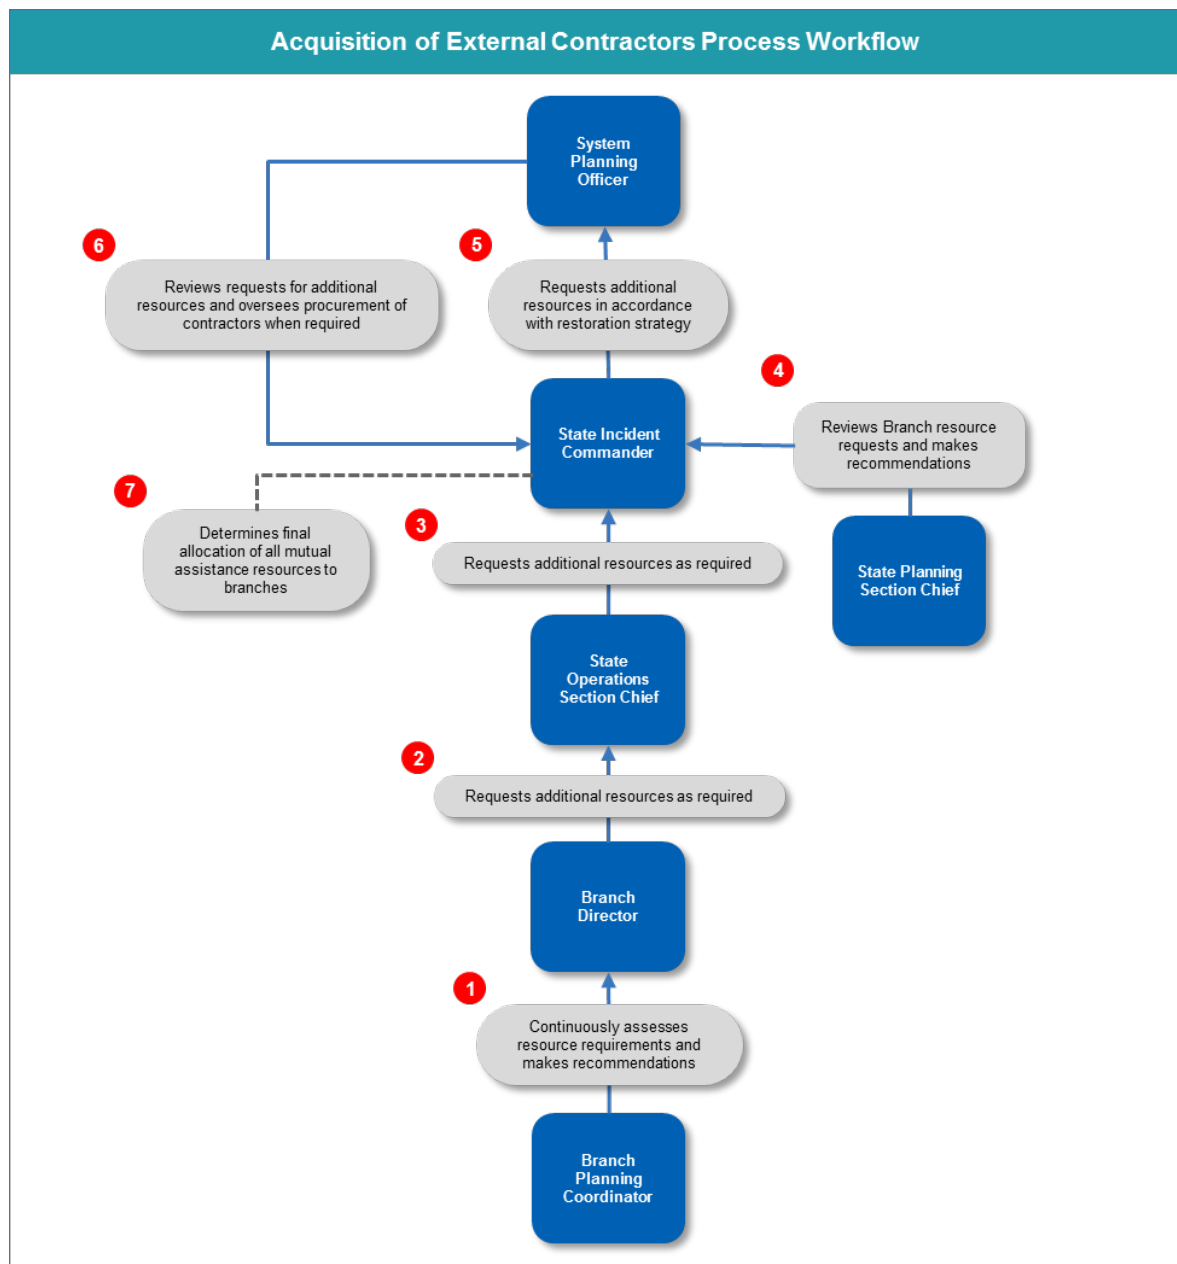 Acquisition of External Contractors Process Workflow
System
Planning
Officer
6
Reviews requests for additional
resources and oversees procurement of
contractors when required
5
Requests additional
resources in accordance
with restoration strategy
4
Reviews Branch resource
requests and makes
recommendations
State Incident
Commander
7
Determines final
allocation of all mutual
assistance resources to
branches
3
Requests additional resources as required
State Planning
Section Chief
State
Operations
Section Chief
2
Requests additional resources as required
Branch
Director
1
Continuously assesses
resource requirements and
makes recommendations
Branch
Planning
Coordinator